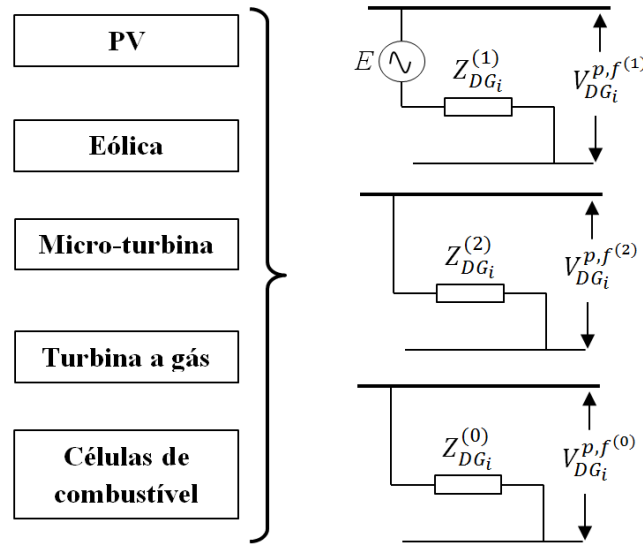 PV
Eólica
Micro-turbina
Turbina a gás
Células de
combustível
E
Z_{DG_i}^{(1)}
V_{DG_i}^{p,f^{(1)}}
Z_{DG_i}^{(2)}
V_{DG_i}^{p,f^{(2)}}
Z_{DG_i}^{(0)}
V_{DG_i}^{p,f^{(0)}}